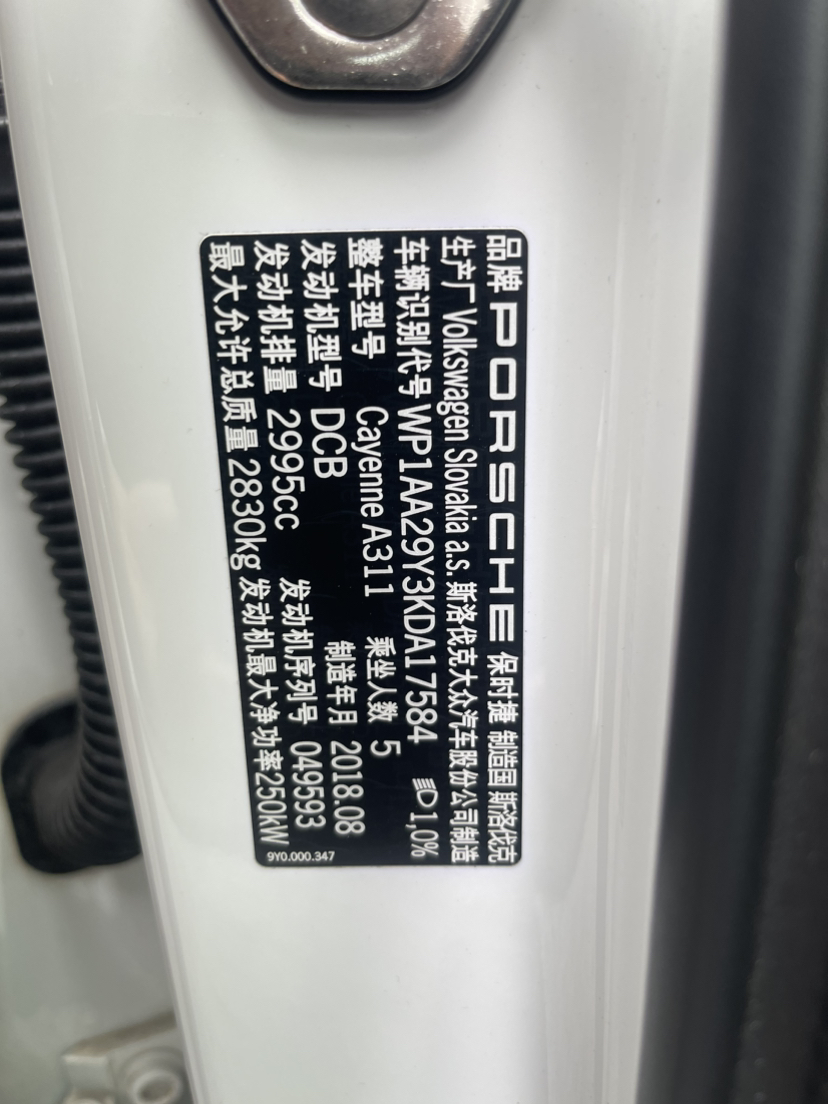 品牌 PORSCHE 保时捷 制造国 斯洛伐克
生产厂 Volkswagen Slovakia a.s. 斯洛伐克大众汽车股份公司制造
车辆识别代号 WP1AA29Y3KDA17584 1,0%
整车型号 Cayenne A311 乘坐人数 5
发动机型号 DCB 制造年月 2018.08
发动机排量 2995cc 发动机序列号 049593
最大允许总质量 2830kg 发动机最大净功率250kW
9Y0.000.347